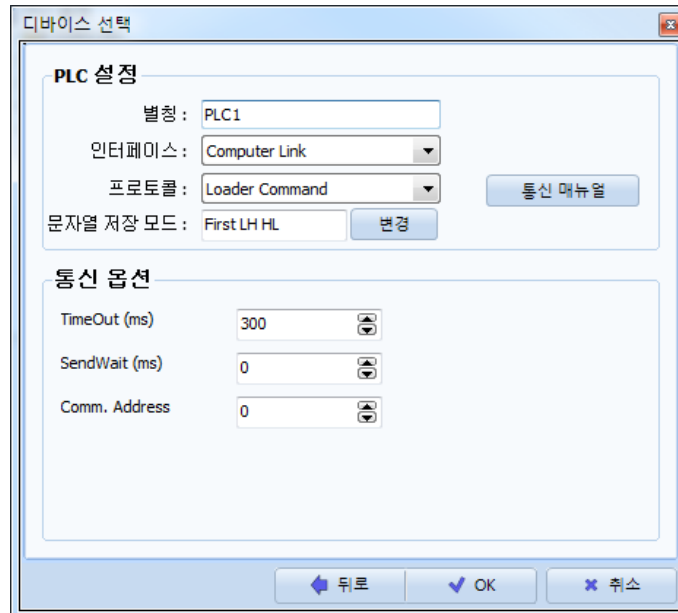 디바이스 선택
PLC 설정
별칭 : PLC1
인터페이스 : Computer Link
프로토콜 : Loader Command 통신 매뉴얼
문자열 저장 모드 : First LH HL 변경
통신 옵션
TimeOut (ms) 300
SendWait (ms) 0
Comm. Address 0
뒤로 OK 취소